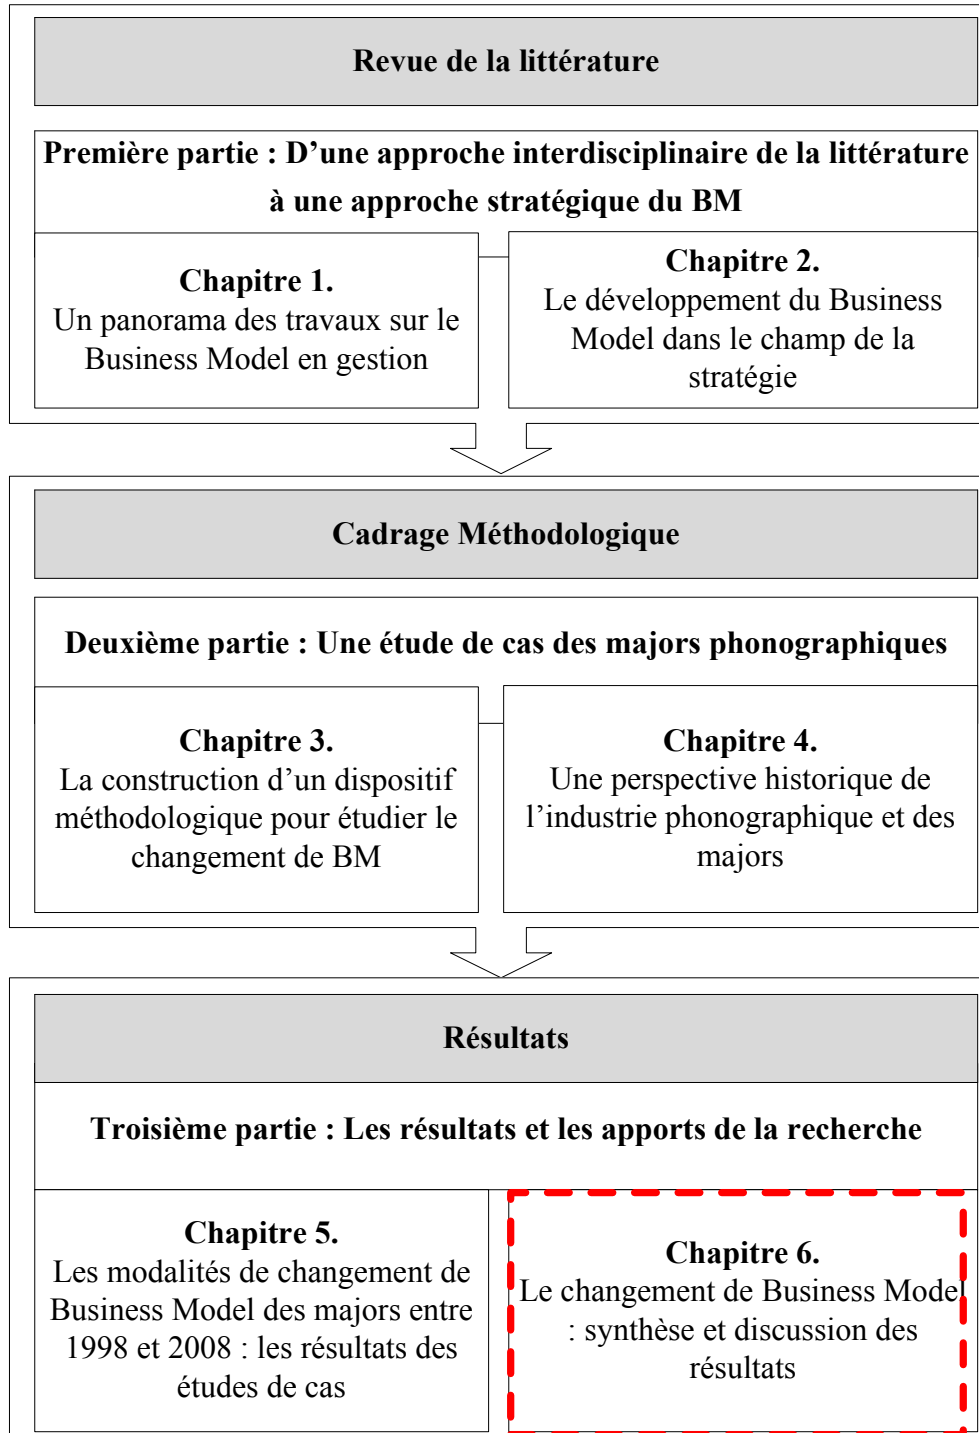 Revue de la littérature
Première partie : D’une approche interdisciplinaire de la littérature
à une approche stratégique du BM
Chapitre 1.
Un panorama des travaux sur le
Business Model en gestion
Chapitre 2.
Le développement du Business
Model dans le champ de la
stratégie
Cadrage Méthodologique
Deuxième partie : Une étude de cas des majors phonographiques
Chapitre 3.
La construction d’un dispositif
méthodologique pour étudier le
changement de BM
Chapitre 4.
Une perspective historique de
l’industrie phonographique et des
majors
Résultats
Troisième partie : Les résultats et les apports de la recherche
Chapitre 5.
Les modalités de changement de
Business Model des majors entre
1998 et 2008 : les résultats des
études de cas
Chapitre 6.
Le changement de Business Model
: synthèse et discussion des
résultats